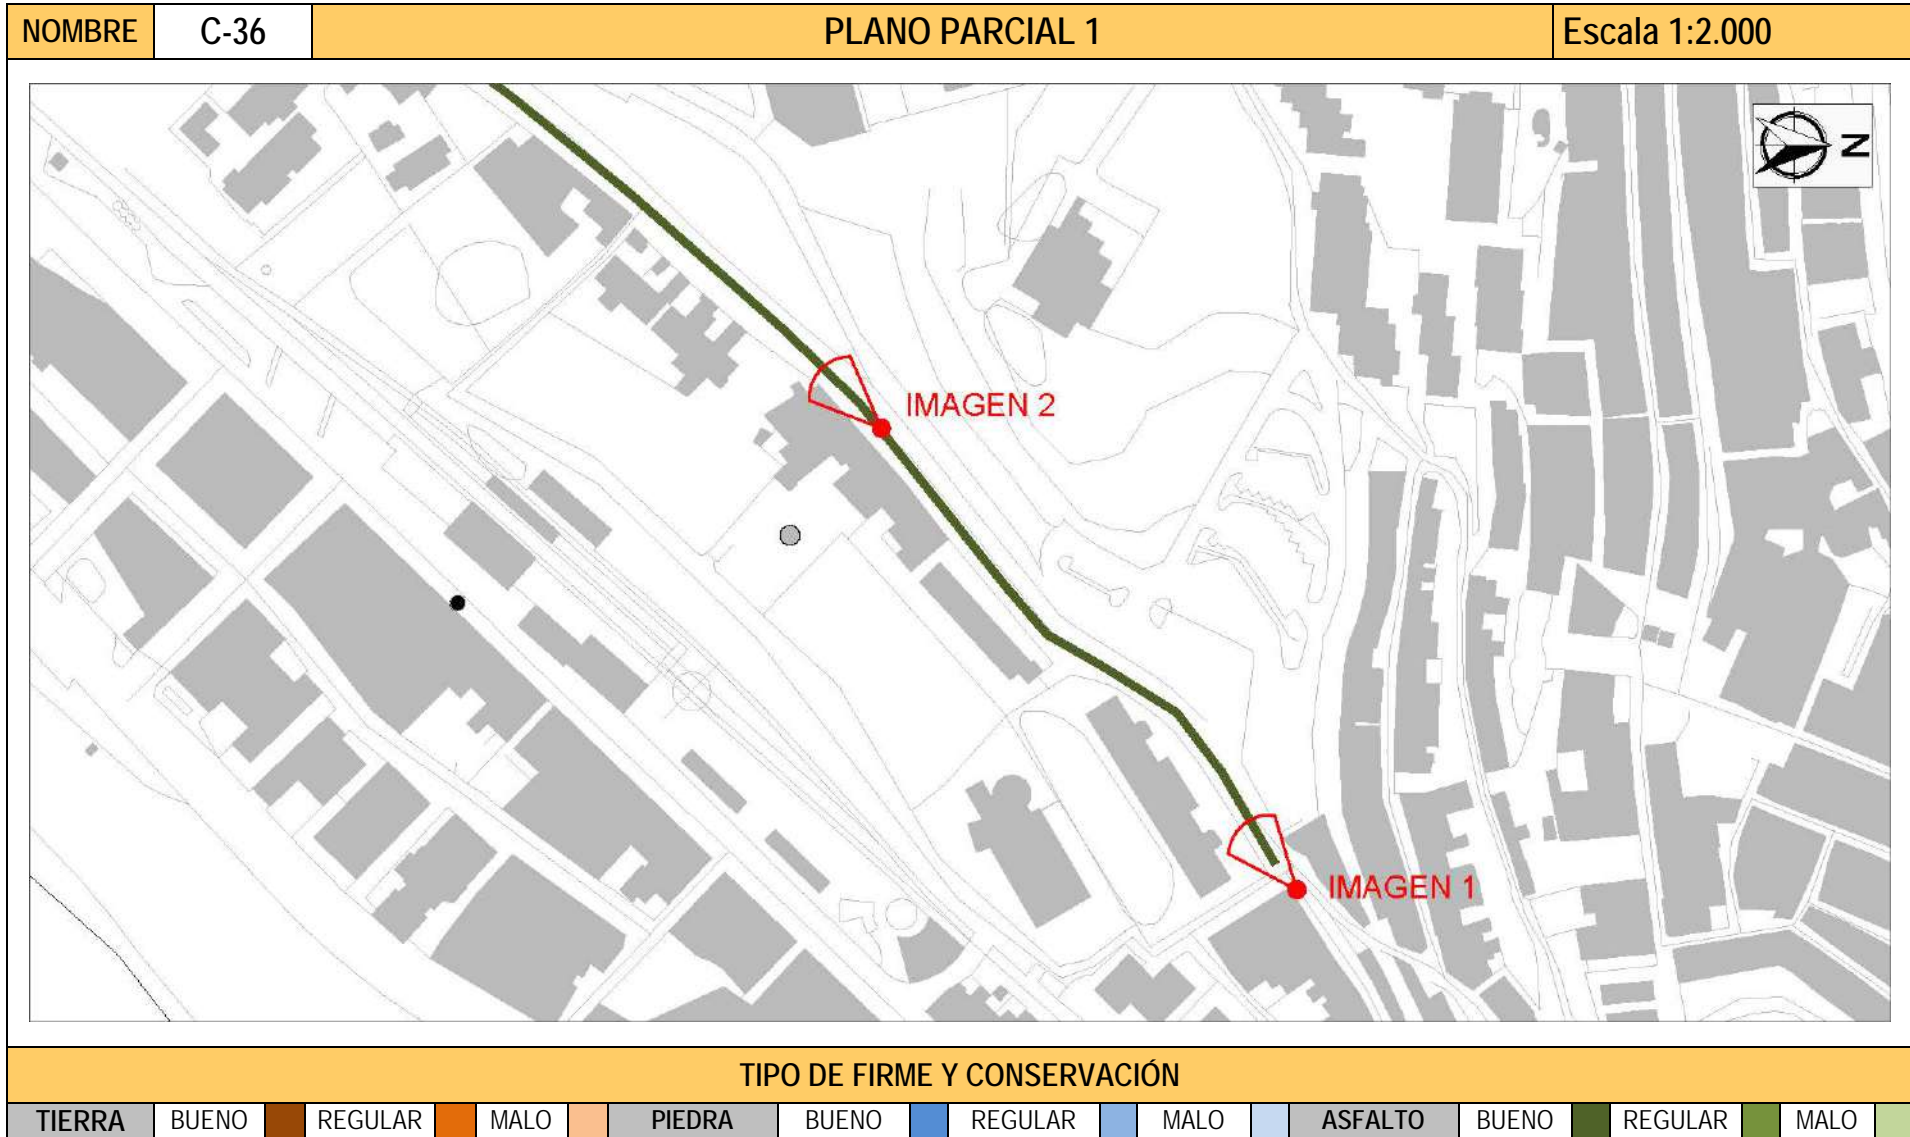 NOMBRE C-36 PLANO PARCIAL 1 Escala 1:2.000
N
IMAGEN 2
IMAGEN 1
TIPO DE FIRME Y CONSERVACIÓN
TIERRA BUENO REGULAR MALO PIEDRA BUENO REGULAR MALO ASFALTO BUENO REGULAR MALO